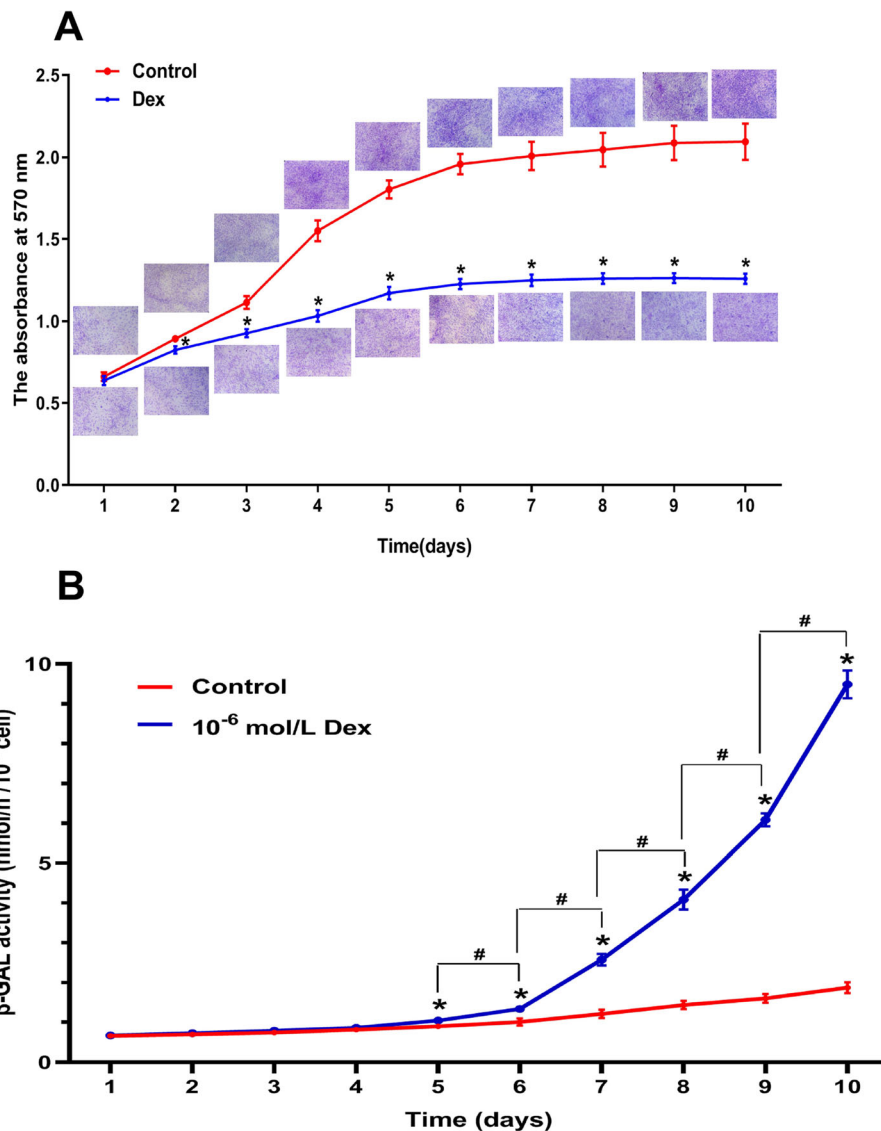 A
Control
Dex
2.5
2.0
1.5
1.0
0.5
0.0
The absorbance at 570 nm
* * * * * * * * *
1 2 3 4 5 6 7 8 9 10
Time(days)
B
Control
10⁻⁶ mol/L Dex
10
5
0
activity
# # # # #
* * * * * *
1 2 3 4 5 6 7 8 9 10
Time (days)